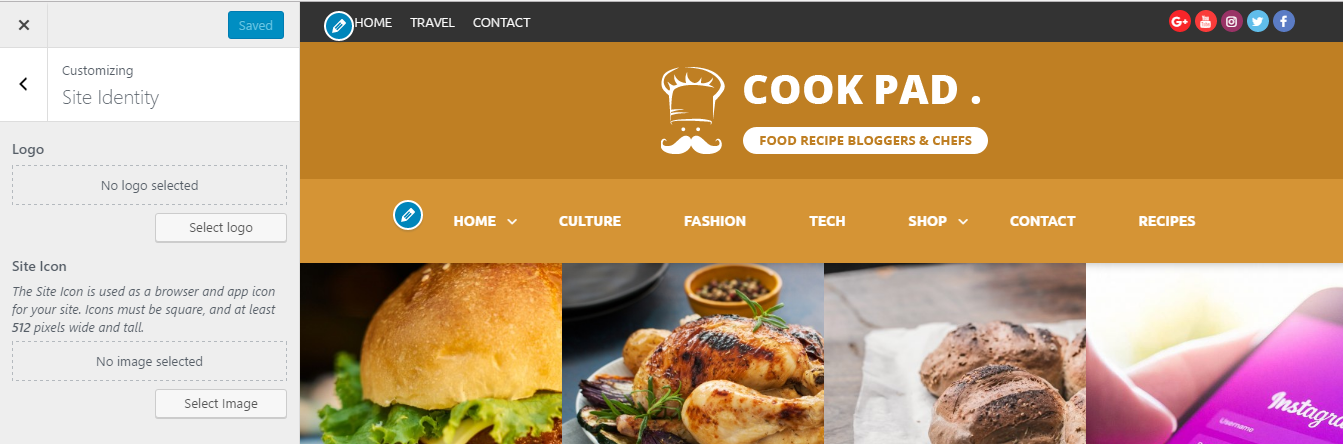 Saved
Customizing
Site Identity
Logo
No logo selected
Select logo
Site Icon
The Site Icon is used as a browser and app icon
for your site. Icons must be square, and at least
512 pixels wide and tall.
No image selected
Select Image
HOME TRAVEL CONTACT
COOK PAD .
FOOD RECIPE BLOGGERS & CHEFS
HOME CULTURE FASHION TECH SHOP CONTACT RECIPES
Username